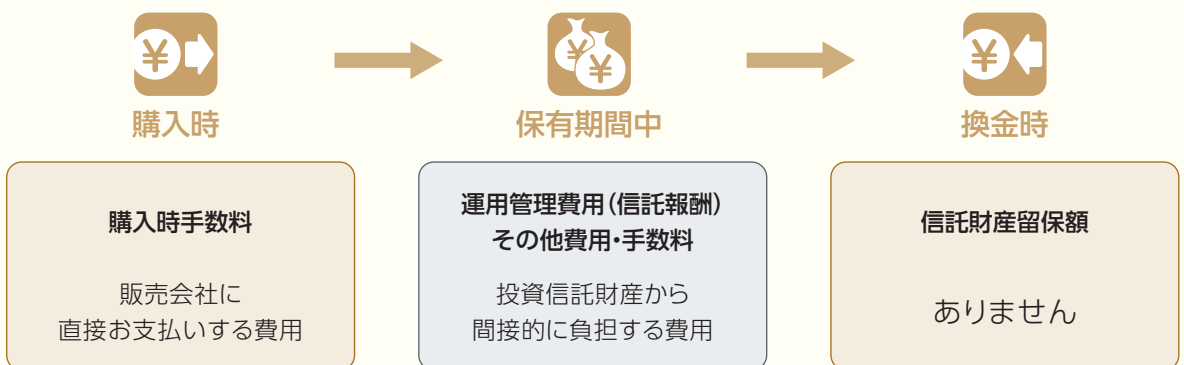 ¥
¥
¥
¥
購入時
保有期間中
換金時
購入時手数料
販売会社に
直接お支払いする費用
運用管理費用(信託報酬)
その他費用・手数料
投資信託財産から
間接的に負担する費用
信託財産留保額
ありません